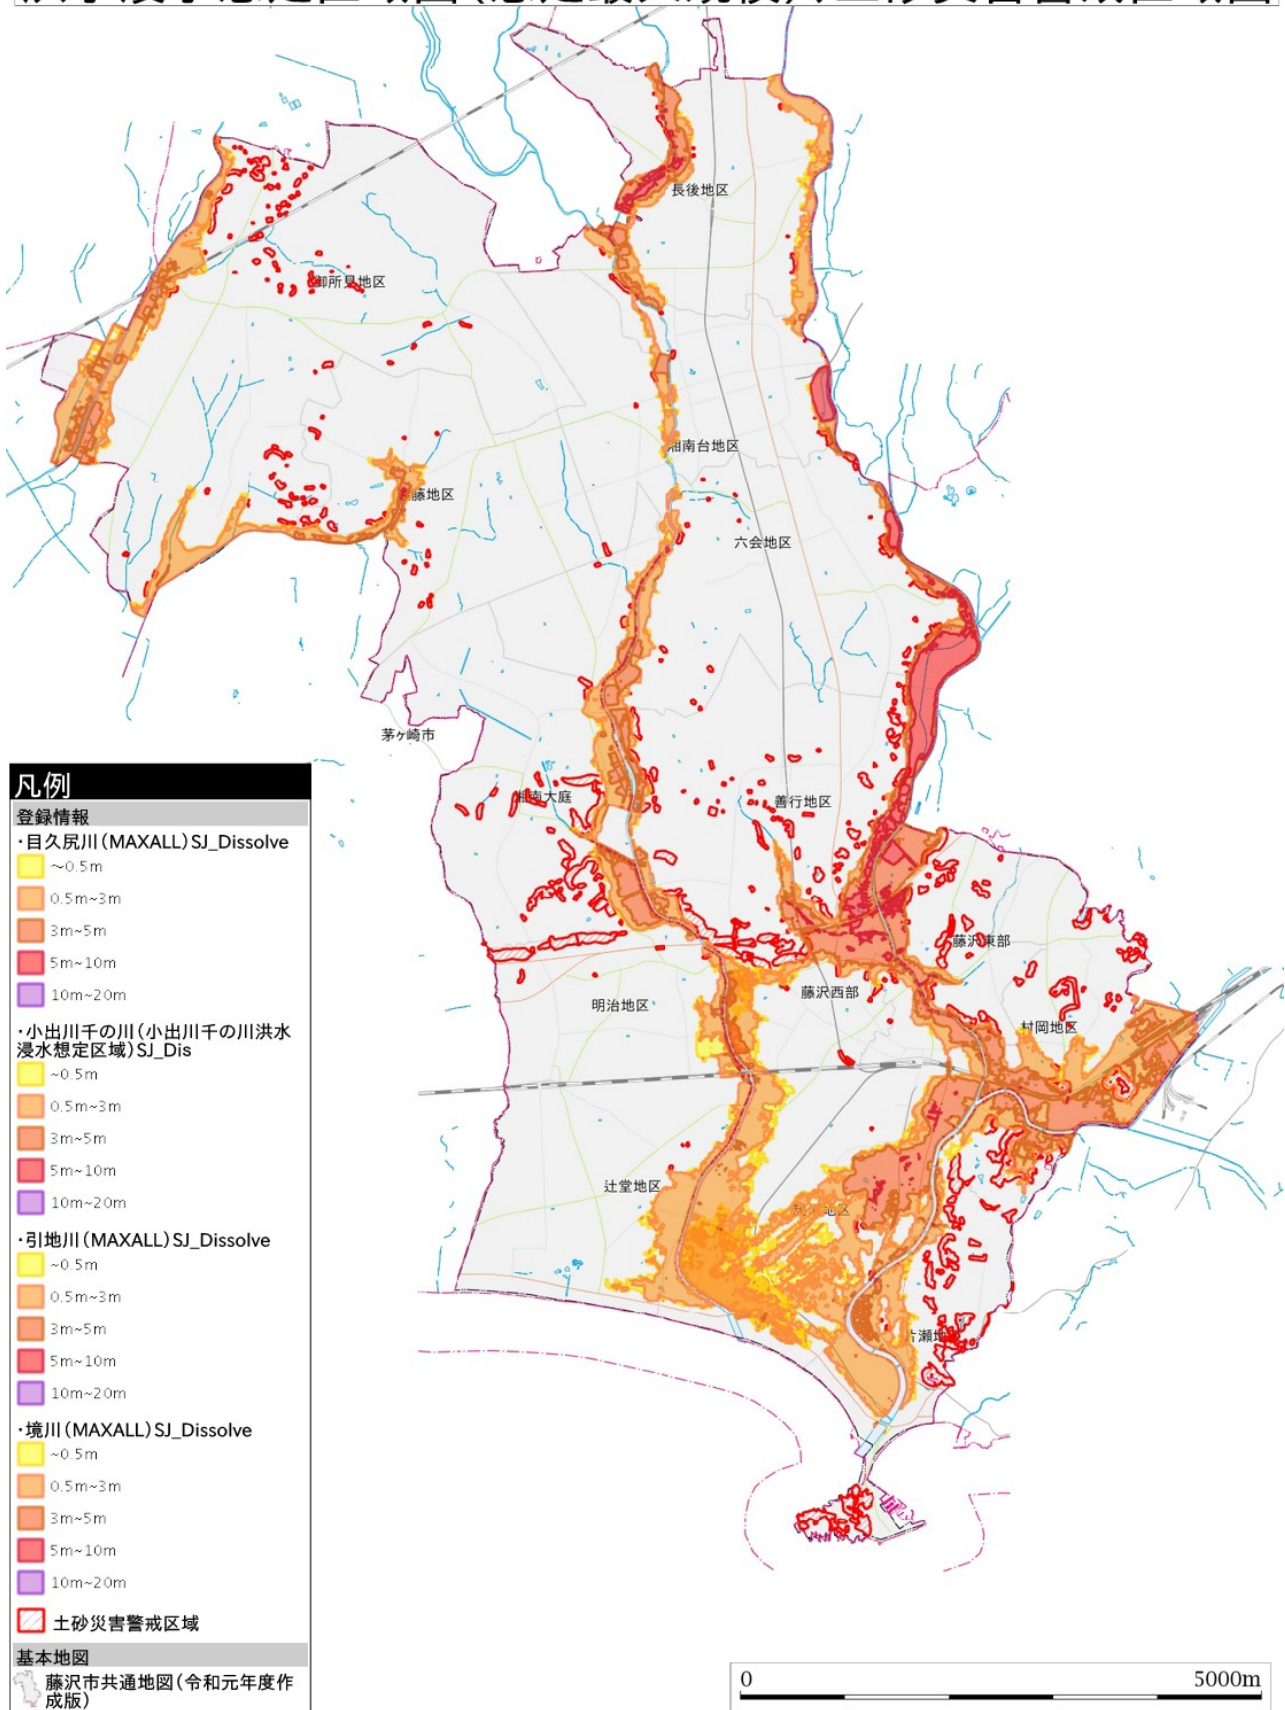 長後地区
御所見地区
湘南台地区
藤地区
六会地区
茅ヶ崎市
湘南大庭
善行地区
藤沢東部
藤沢西部
明治地区
村岡地区
辻堂地区
片瀬地
凡例
登録情報
・目久尻川(MAXALL)SJ_Dissolve
~0.5m
0.5m~3m
3m~5m
5m~10m
10m~20m
・小出川千の川(小出川千の川洪水
浸水想定区域)SJ_Dis
~0.5m
0.5m~3m
3m~5m
5m~10m
10m~20m
・引地川(MAXALL)SJ_Dissolve
~0.5m
0.5m~3m
3m~5m
5m~10m
10m~20m
・境川(MAXALL)SJ_Dissolve
~0.5m
0.5m~3m
3m~5m
5m~10m
10m~20m
土砂災害警戒区域
基本地図
藤沢市共通地図(令和元年度作
成版)
0 5000m